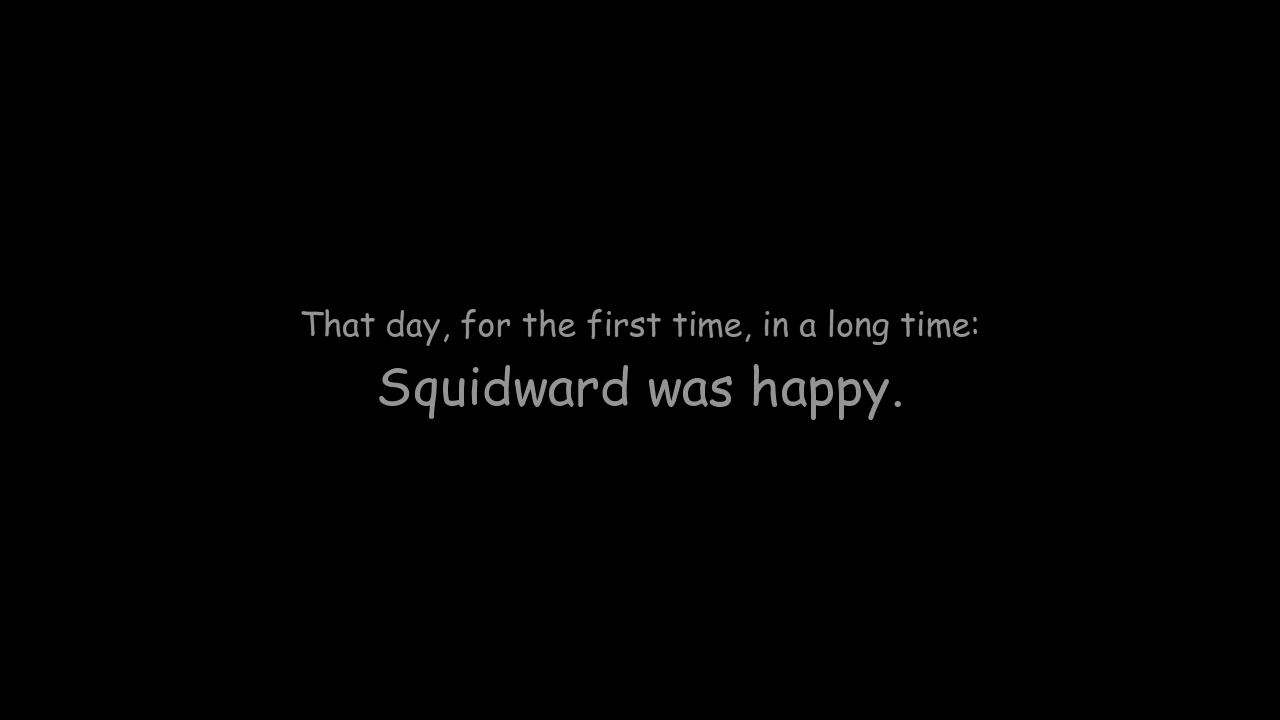 That day, for the first time, in a long time:
Squidward was happy.